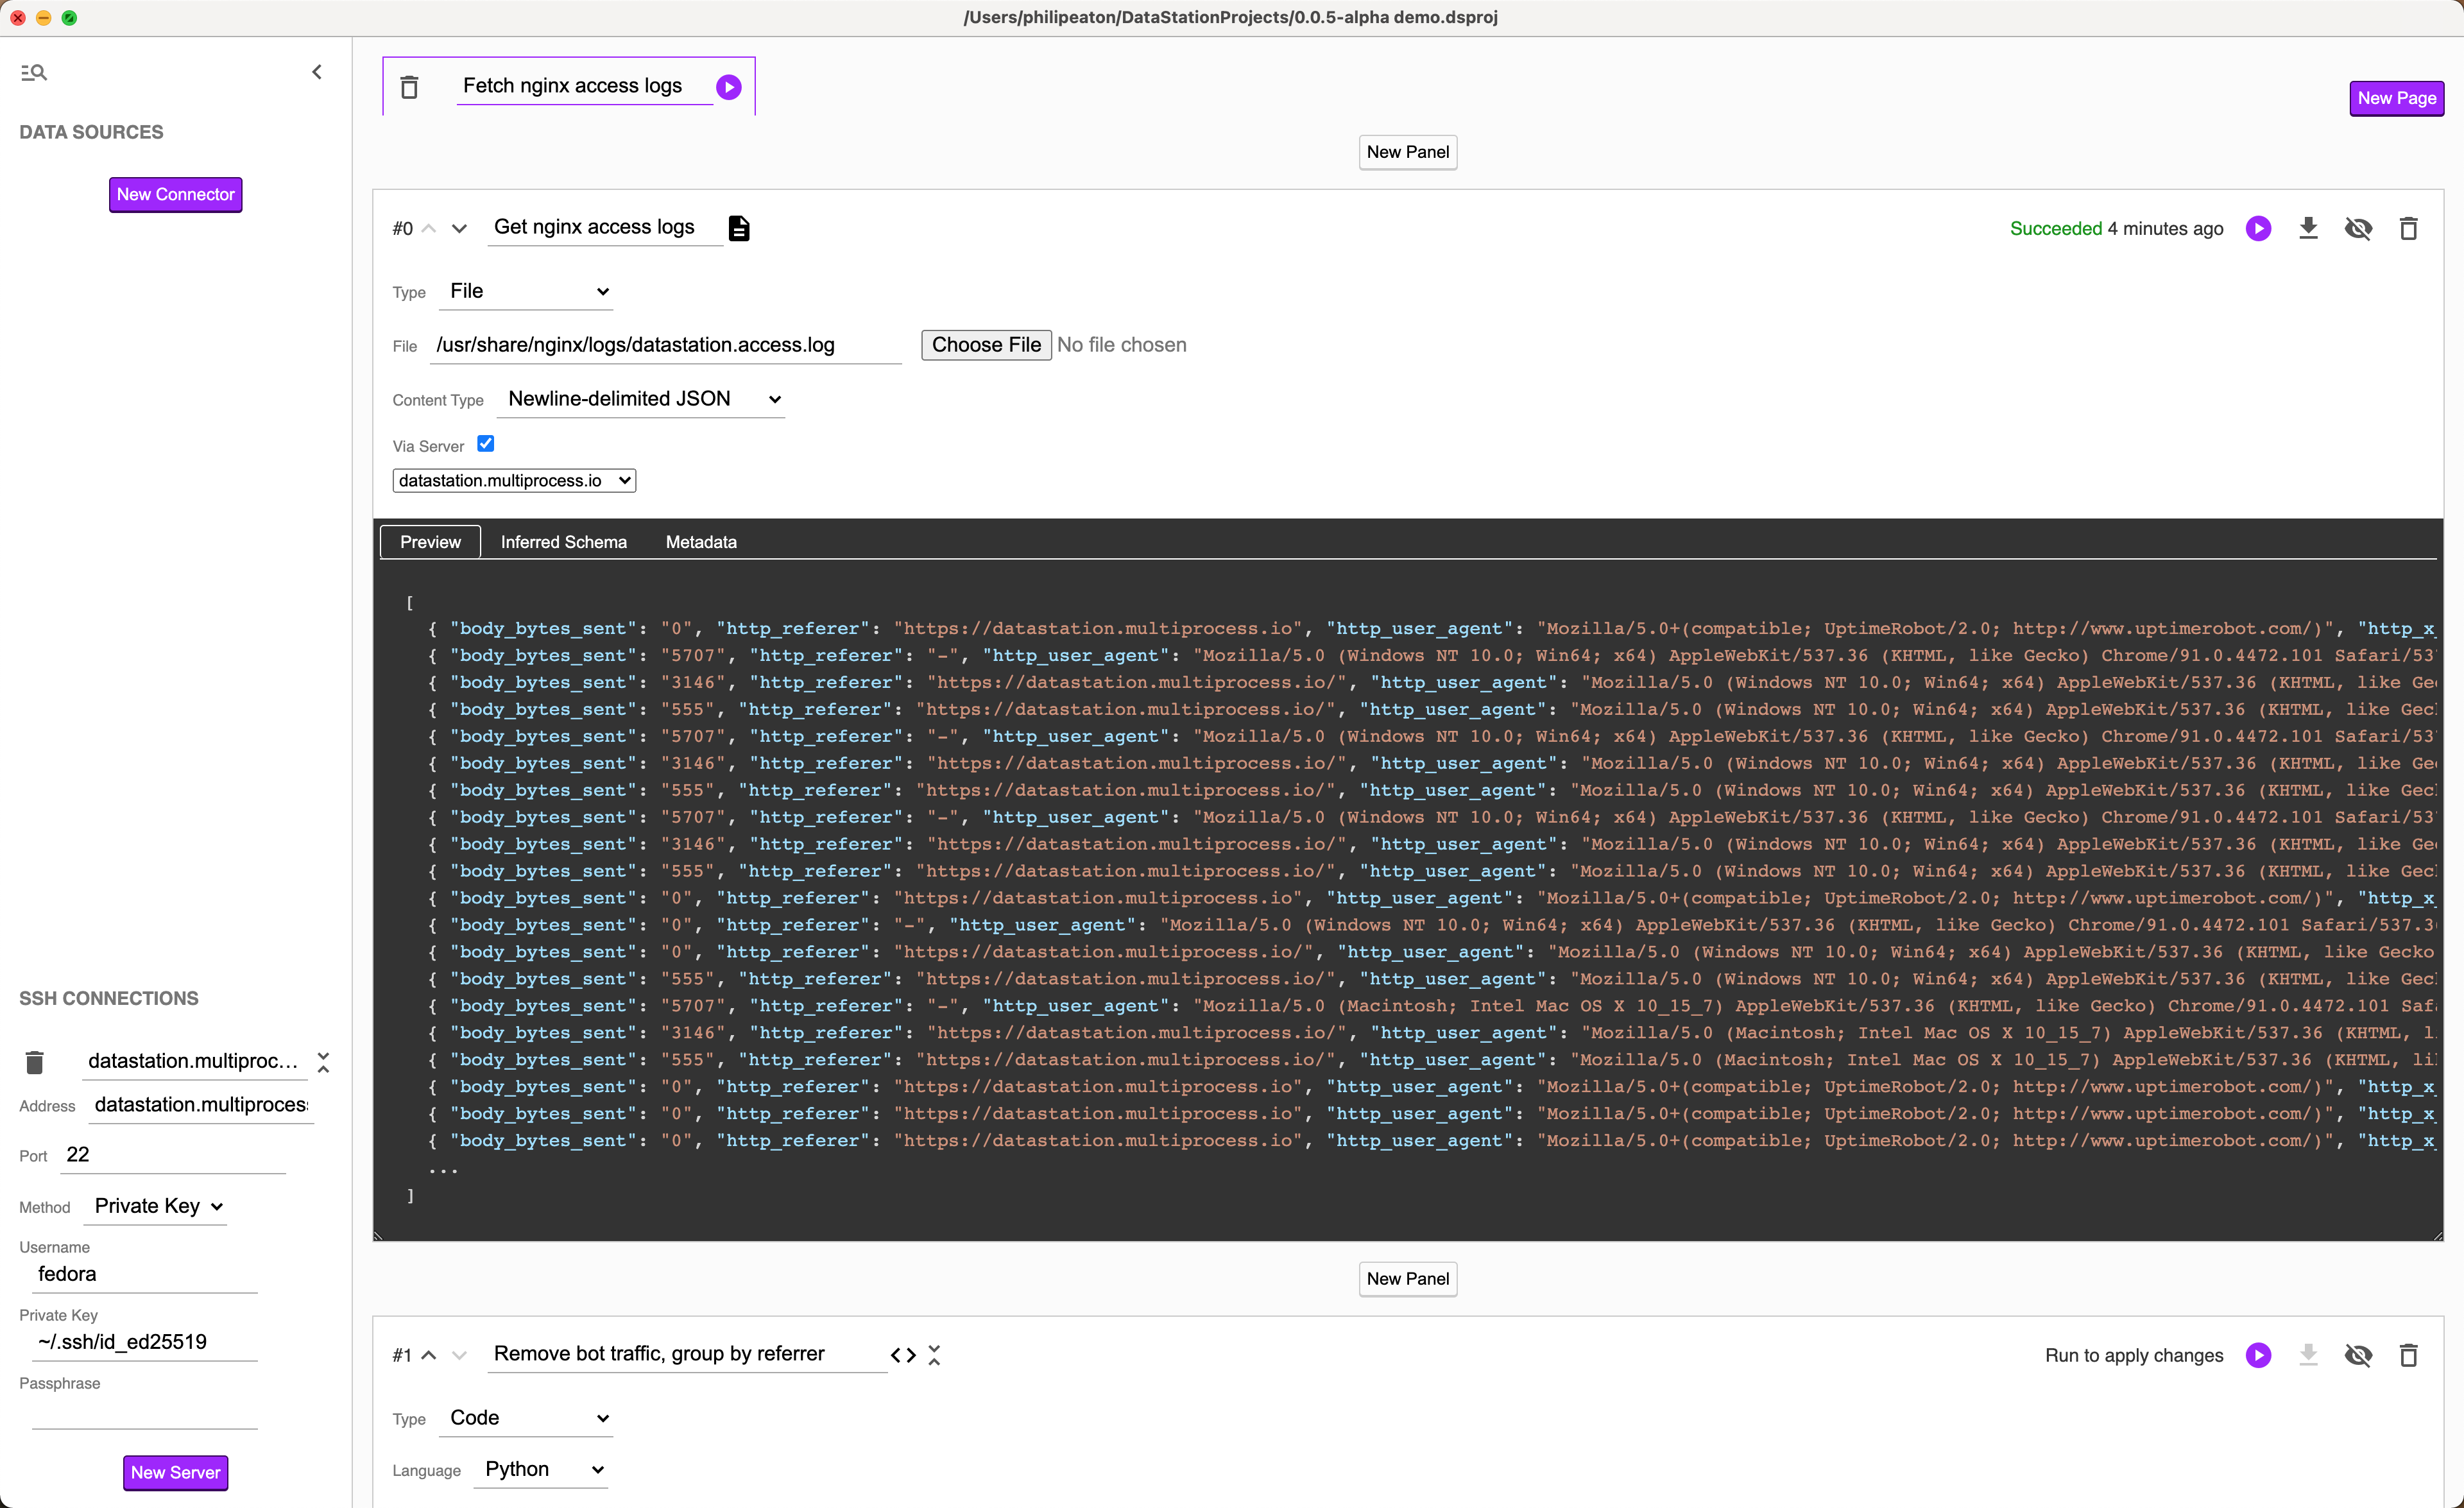 /Users/philipeaton/DataStationProjects/0.0.5-alpha demo.dsproj
DATA SOURCES
New Connector
SSH CONNECTIONS
datastation.multiproc...
Address datastation.multiproces
Port 22
Method Private Key
Username
fedora
Private Key
~/.ssh/id_ed25519
Passphrase
New Server
Fetch nginx access logs
New Page
New Panel
#0 Get nginx access logs Succeeded 4 minutes ago
Type File
File /usr/share/nginx/logs/datastation.access.log Choose File No file chosen
Content Type Newline-delimited JSON
Via Server
datastation.multiprocess.io
Preview Inferred Schema Metadata
[
{ "body_bytes_sent": "0", "http_referer": "https://datastation.multiprocess.io", "http_user_agent": "Mozilla/5.0+(compatible; UptimeRobot/2.0; http://www.uptimerobot.com/)", "http_x_
{ "body_bytes_sent": "5707", "http_referer": "-", "http_user_agent": "Mozilla/5.0 (Windows NT 10.0; Win64; x64) AppleWebKit/537.36 (KHTML, like Gecko) Chrome/91.0.4472.101 Safari/53
{ "body_bytes_sent": "3146", "http_referer": "https://datastation.multiprocess.io/", "http_user_agent": "Mozilla/5.0 (Windows NT 10.0; Win64; x64) AppleWebKit/537.36 (KHTML, like Ge
{ "body_bytes_sent": "555", "http_referer": "https://datastation.multiprocess.io/", "http_user_agent": "Mozilla/5.0 (Windows NT 10.0; Win64; x64) AppleWebKit/537.36 (KHTML, like Gec
{ "body_bytes_sent": "5707", "http_referer": "-", "http_user_agent": "Mozilla/5.0 (Windows NT 10.0; Win64; x64) AppleWebKit/537.36 (KHTML, like Gecko) Chrome/91.0.4472.101 Safari/53
{ "body_bytes_sent": "3146", "http_referer": "https://datastation.multiprocess.io/", "http_user_agent": "Mozilla/5.0 (Windows NT 10.0; Win64; x64) AppleWebKit/537.36 (KHTML, like Ge
{ "body_bytes_sent": "555", "http_referer": "https://datastation.multiprocess.io/", "http_user_agent": "Mozilla/5.0 (Windows NT 10.0; Win64; x64) AppleWebKit/537.36 (KHTML, like Gec
{ "body_bytes_sent": "5707", "http_referer": "-", "http_user_agent": "Mozilla/5.0 (Windows NT 10.0; Win64; x64) AppleWebKit/537.36 (KHTML, like Gecko) Chrome/91.0.4472.101 Safari/53
{ "body_bytes_sent": "3146", "http_referer": "https://datastation.multiprocess.io/", "http_user_agent": "Mozilla/5.0 (Windows NT 10.0; Win64; x64) AppleWebKit/537.36 (KHTML, like Ge
{ "body_bytes_sent": "555", "http_referer": "https://datastation.multiprocess.io/", "http_user_agent": "Mozilla/5.0 (Windows NT 10.0; Win64; x64) AppleWebKit/537.36 (KHTML, like Gec
{ "body_bytes_sent": "0", "http_referer": "https://datastation.multiprocess.io", "http_user_agent": "Mozilla/5.0+(compatible; UptimeRobot/2.0; http://www.uptimerobot.com/)", "http_x_
{ "body_bytes_sent": "0", "http_referer": "-", "http_user_agent": "Mozilla/5.0 (Windows NT 10.0; Win64; x64) AppleWebKit/537.36 (KHTML, like Gecko) Chrome/91.0.4472.101 Safari/537.3
{ "body_bytes_sent": "0", "http_referer": "https://datastation.multiprocess.io/", "http_user_agent": "Mozilla/5.0 (Windows NT 10.0; Win64; x64) AppleWebKit/537.36 (KHTML, like Gecko
{ "body_bytes_sent": "555", "http_referer": "https://datastation.multiprocess.io/", "http_user_agent": "Mozilla/5.0 (Windows NT 10.0; Win64; x64) AppleWebKit/537.36 (KHTML, like Gec
{ "body_bytes_sent": "5707", "http_referer": "-", "http_user_agent": "Mozilla/5.0 (Macintosh; Intel Mac OS X 10_15_7) AppleWebKit/537.36 (KHTML, like Gecko) Chrome/91.0.4472.101 Saf
{ "body_bytes_sent": "3146", "http_referer": "https://datastation.multiprocess.io/", "http_user_agent": "Mozilla/5.0 (Macintosh; Intel Mac OS X 10_15_7) AppleWebKit/537.36 (KHTML, l
{ "body_bytes_sent": "555", "http_referer": "https://datastation.multiprocess.io/", "http_user_agent": "Mozilla/5.0 (Macintosh; Intel Mac OS X 10_15_7) AppleWebKit/537.36 (KHTML, li
{ "body_bytes_sent": "0", "http_referer": "https://datastation.multiprocess.io", "http_user_agent": "Mozilla/5.0+(compatible; UptimeRobot/2.0; http://www.uptimerobot.com/)", "http_x_
{ "body_bytes_sent": "0", "http_referer": "https://datastation.multiprocess.io", "http_user_agent": "Mozilla/5.0+(compatible; UptimeRobot/2.0; http://www.uptimerobot.com/)", "http_x_
{ "body_bytes_sent": "0", "http_referer": "https://datastation.multiprocess.io", "http_user_agent": "Mozilla/5.0+(compatible; UptimeRobot/2.0; http://www.uptimerobot.com/)", "http_x_
...
]
New Panel
#1 Remove bot traffic, group by referrer Run to apply changes
Type Code
Language Python